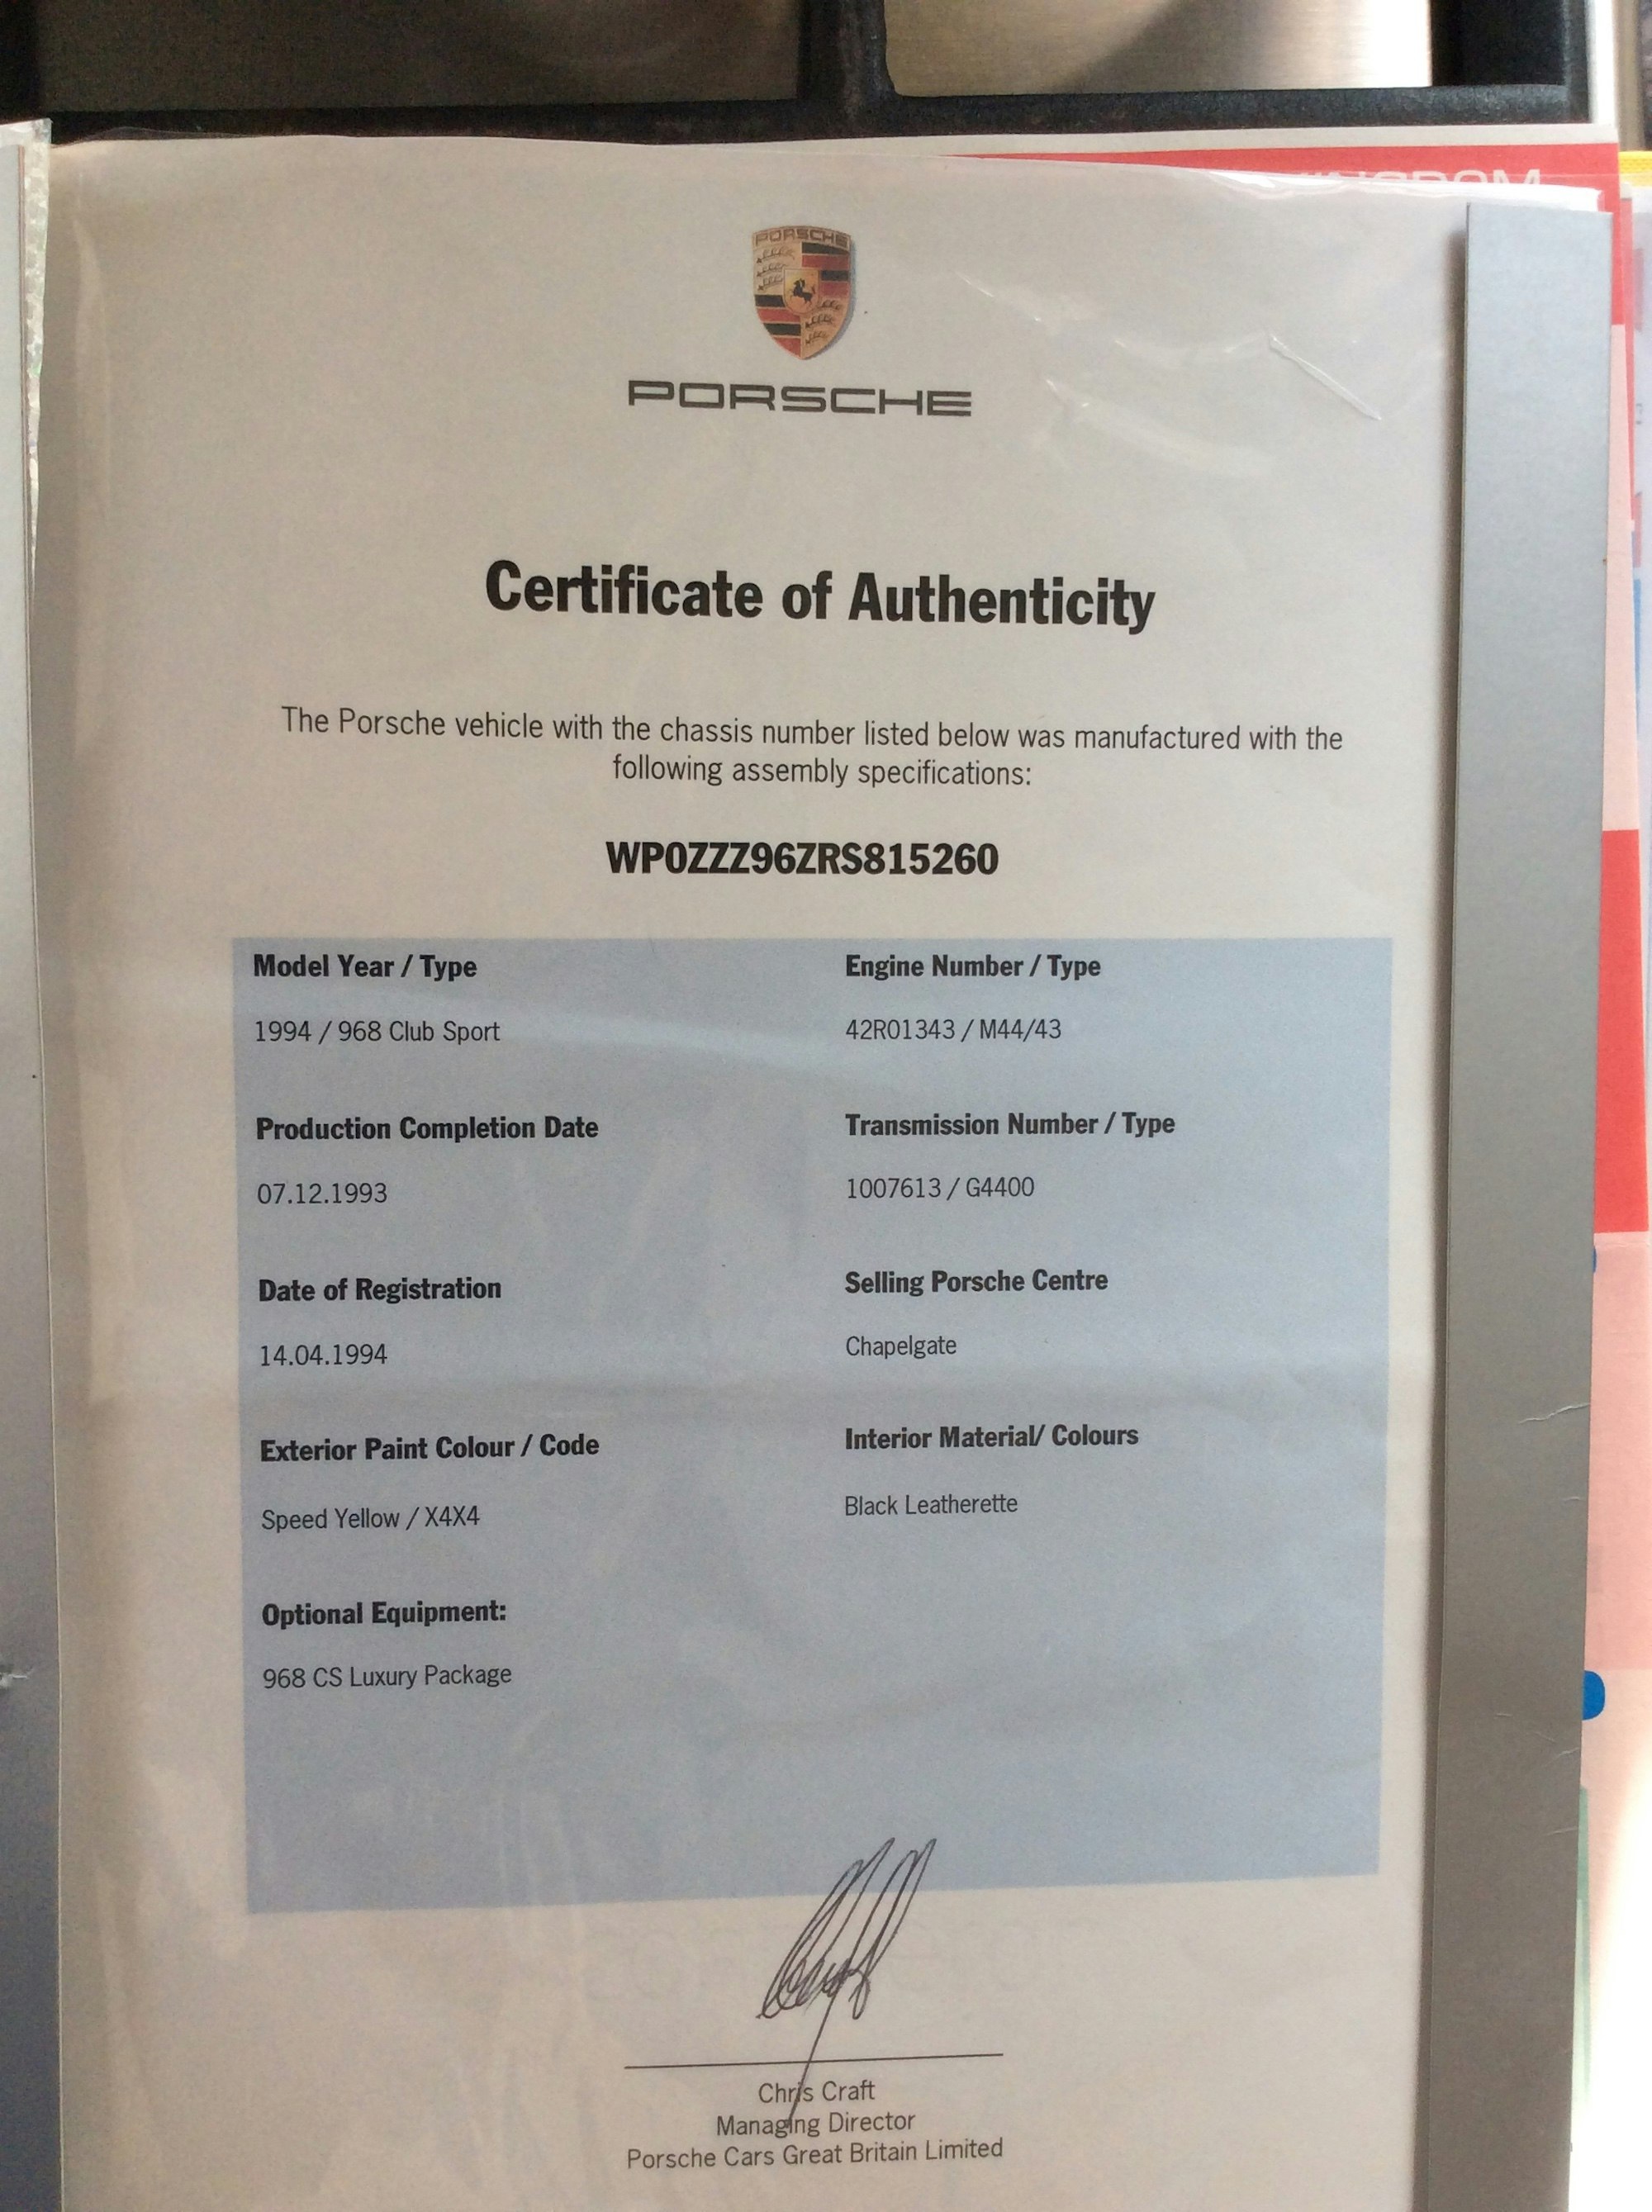 KINGDOM
PORSCHE
PORSCHE
Certificate of Authenticity
The Porsche vehicle with the chassis number listed below was manufactured with the
following assembly specifications:
WP0ZZZ96ZRS815260
Model Year / Type
1994 / 968 Club Sport
Engine Number / Type
42R01343 / M44/43
Production Completion Date
07.12.1993
Transmission Number / Type
1007613 / G4400
Date of Registration
14.04.1994
Selling Porsche Centre
Chapelgate
Exterior Paint Colour / Code
Speed Yellow / X4X4
Interior Material/ Colours
Black Leatherette
Optional Equipment:
968 CS Luxury Package
Chris Craft
Managing Director
Porsche Cars Great Britain Limited